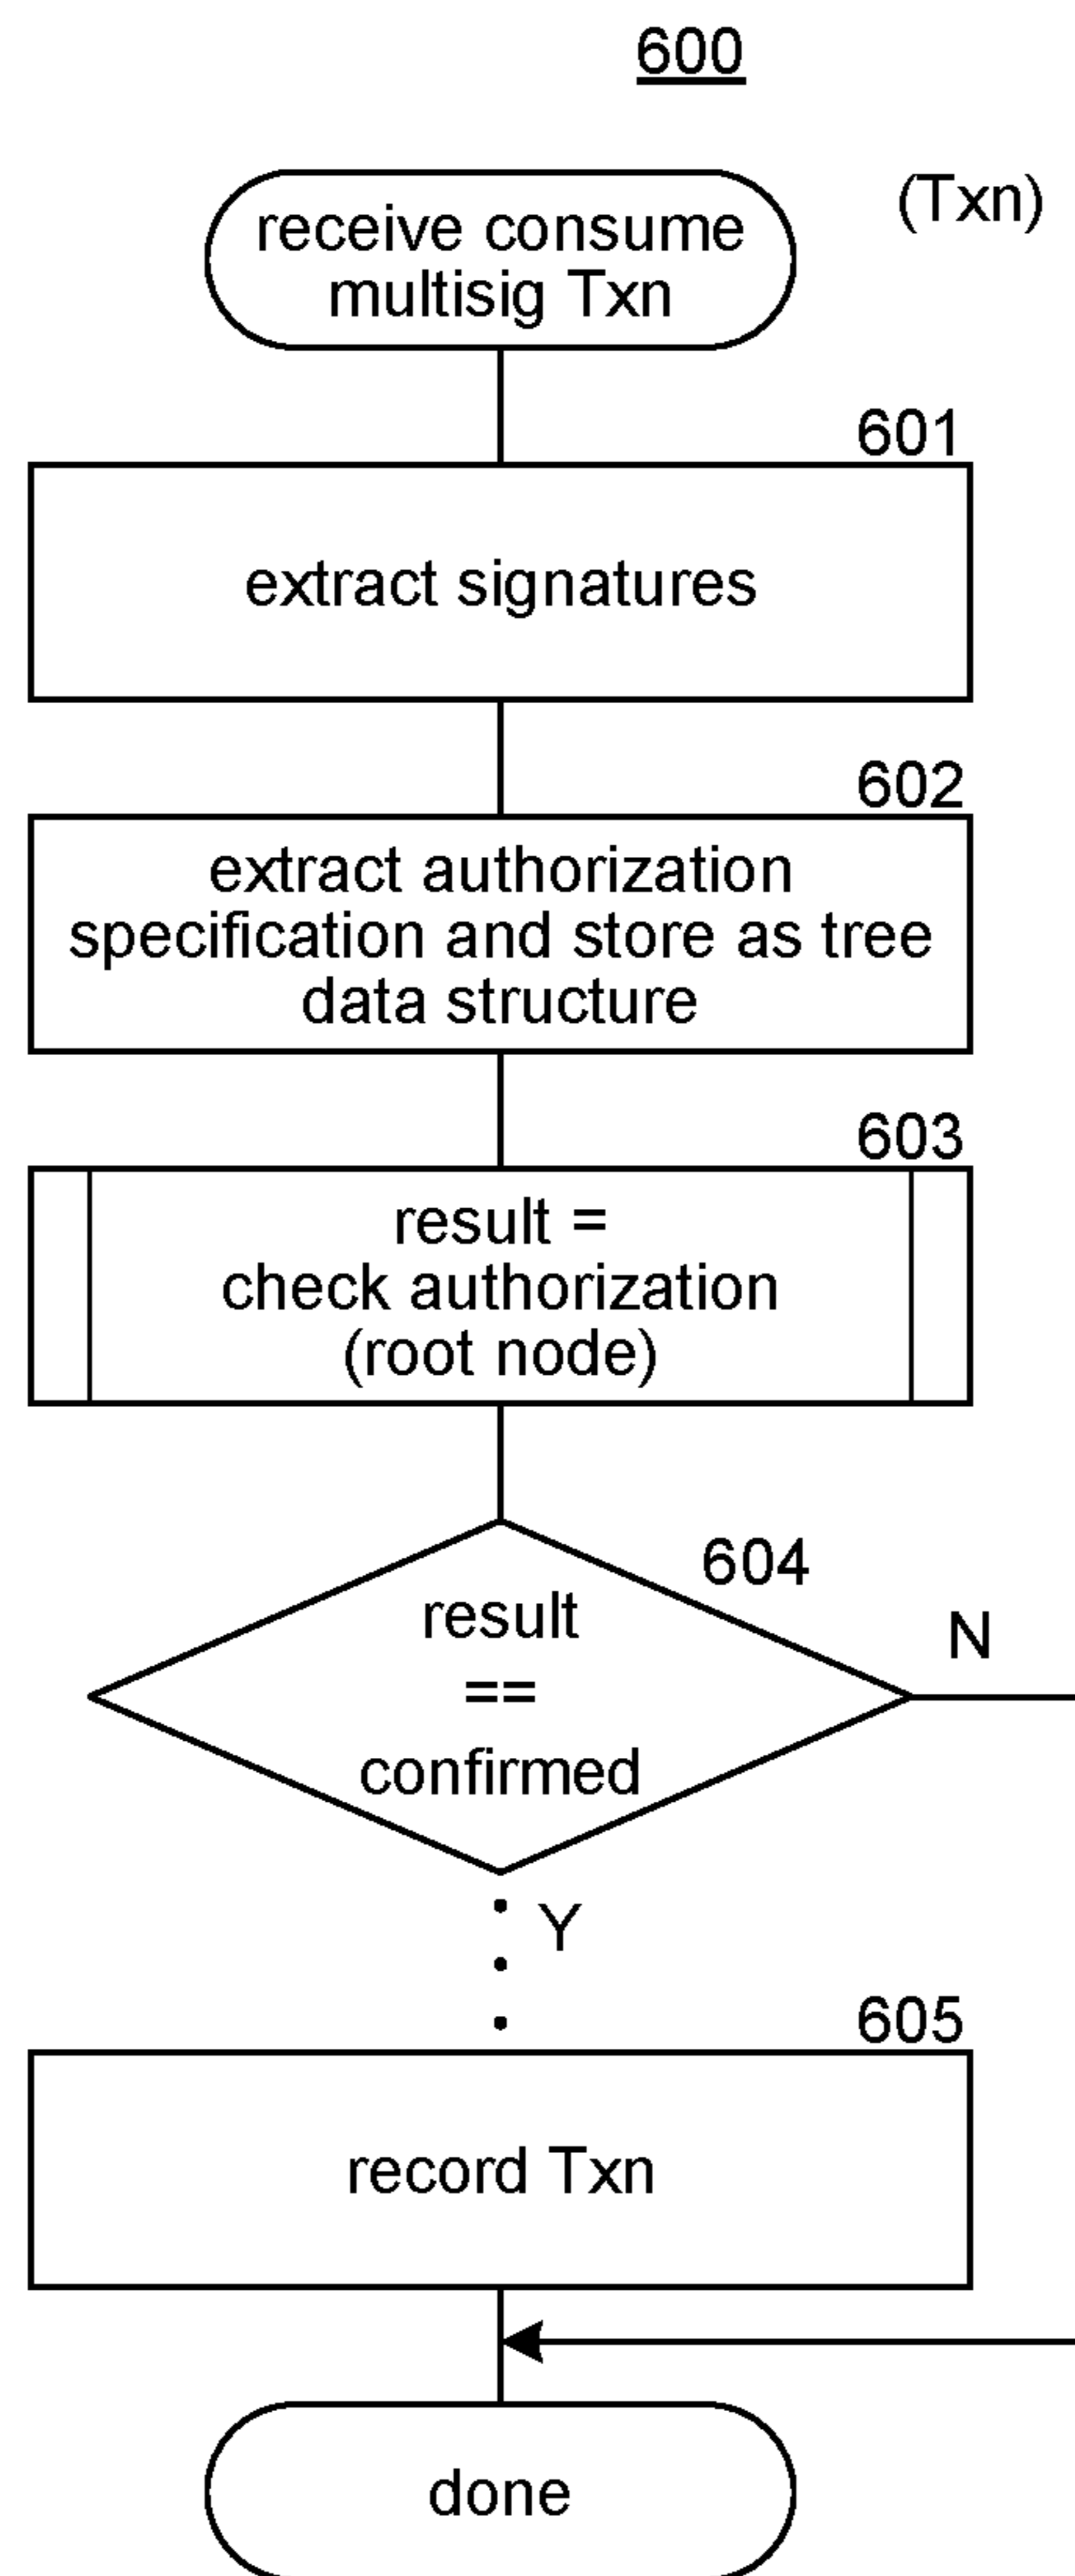 600
(Txn)
receive consume
multisig Txn
601
extract signatures
602
extract authorization
specification and store as tree
data structure
603
result =
check authorization
(root node)
604
result
==
confirmed
N
Y
605
record Txn
done